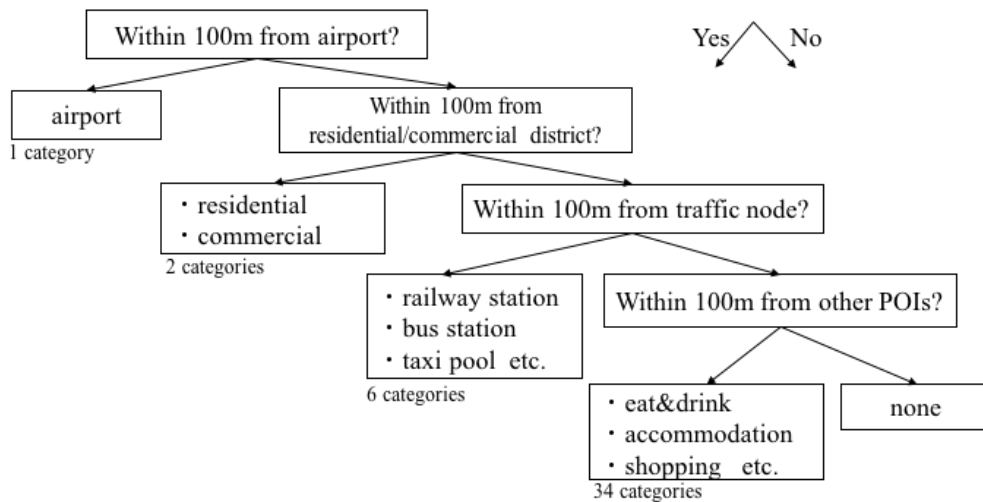 Within 100m from airport?
Yes No
airport
1 category
Within 100m from
residential/commercial district?
・residential
・commercial
2 categories
Within 100m from traffic node?
・railway station
・bus station
・taxi pool etc.
6 categories
Within 100m from other POIs?
・eat&drink
・accommodation
・shopping etc.
34 categories
none